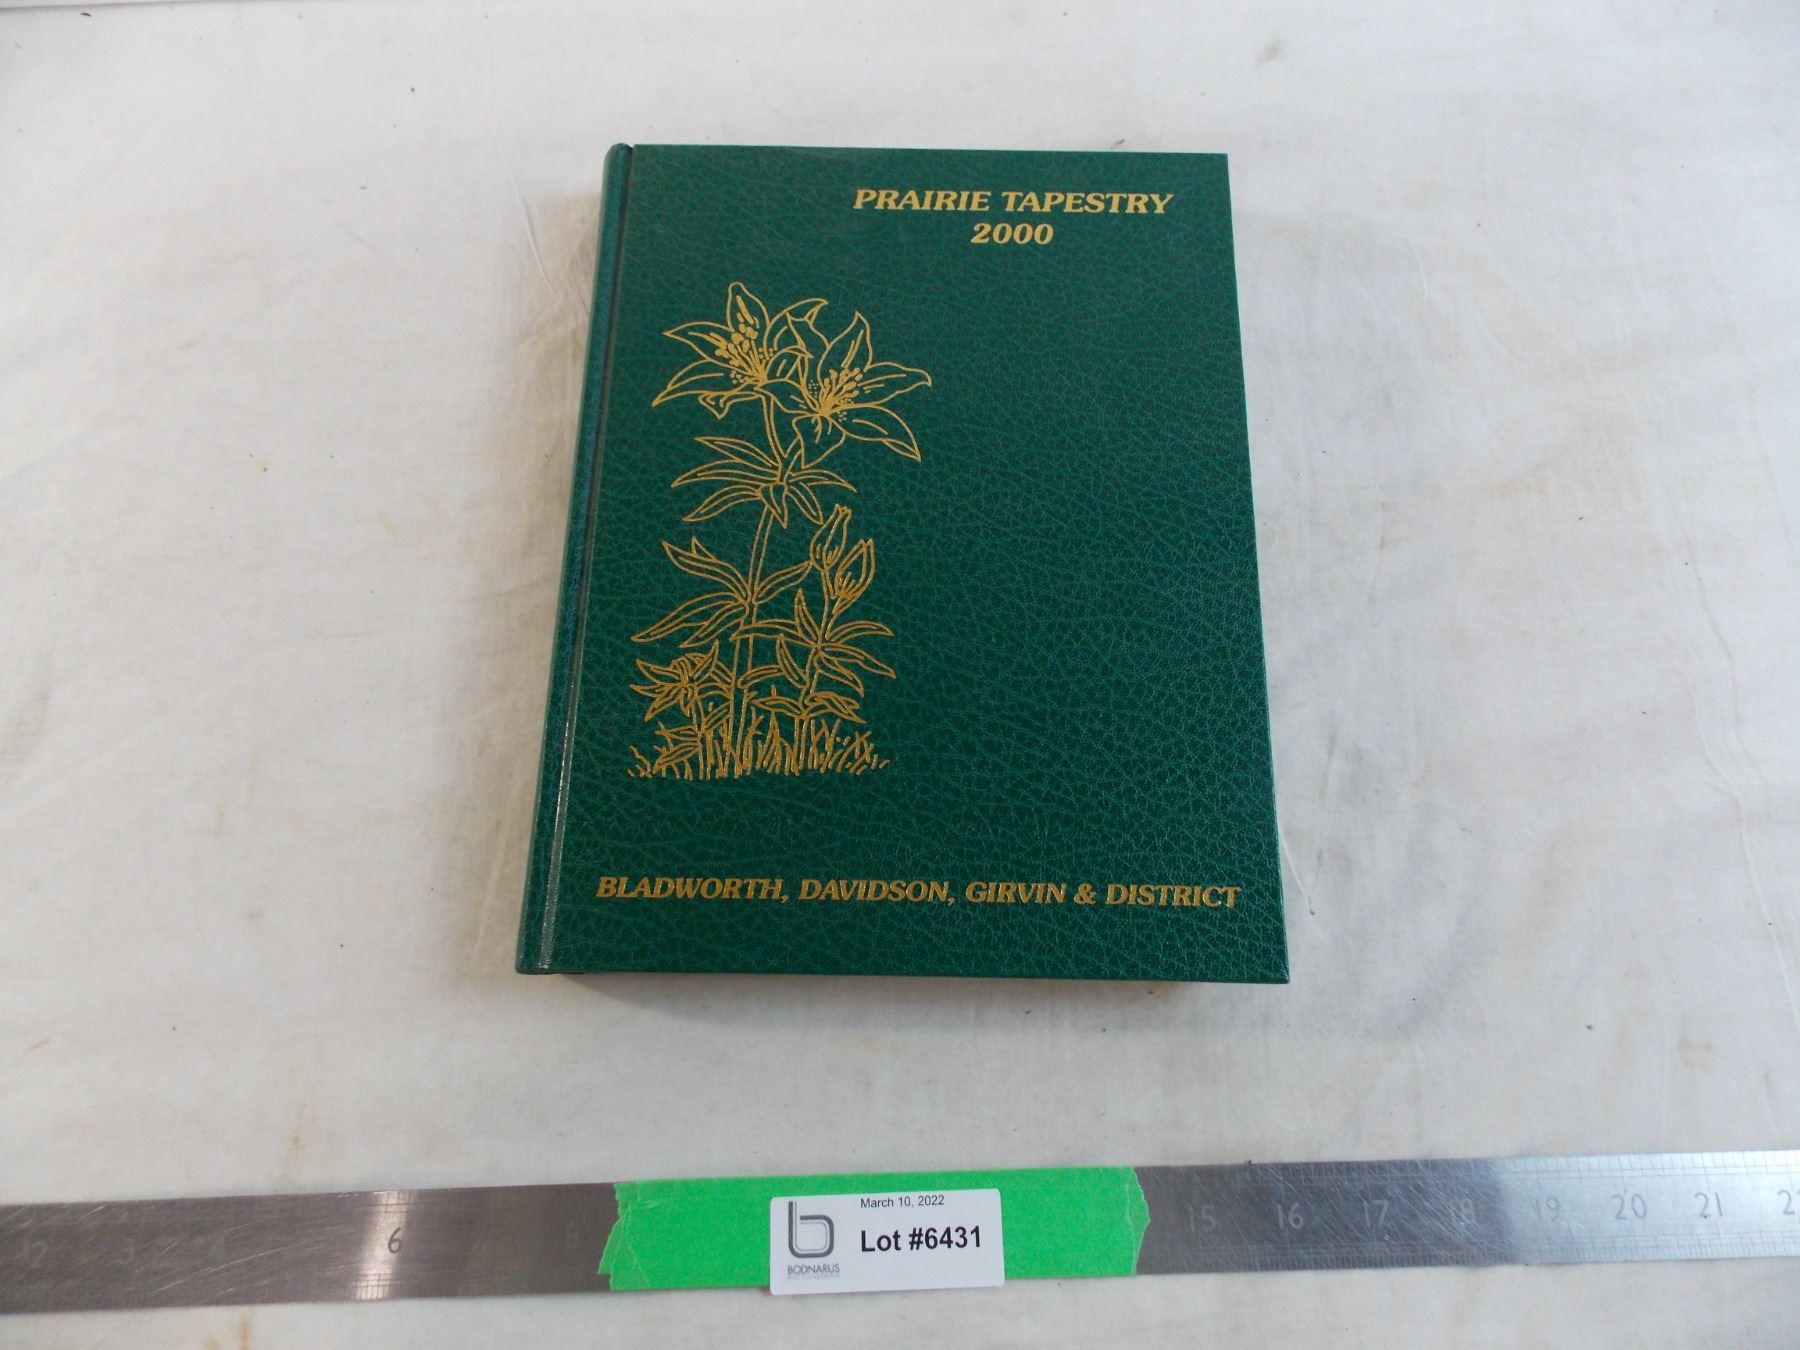 PRAIRIE TAPESTRY
2000
BLADWORTH, DAVIDSON, GIRVIN & DISTRICT
March 10, 2022
Lot #6431
BODNARUS
AUCTIONEERING
6
15 16 17 18 19 20 21